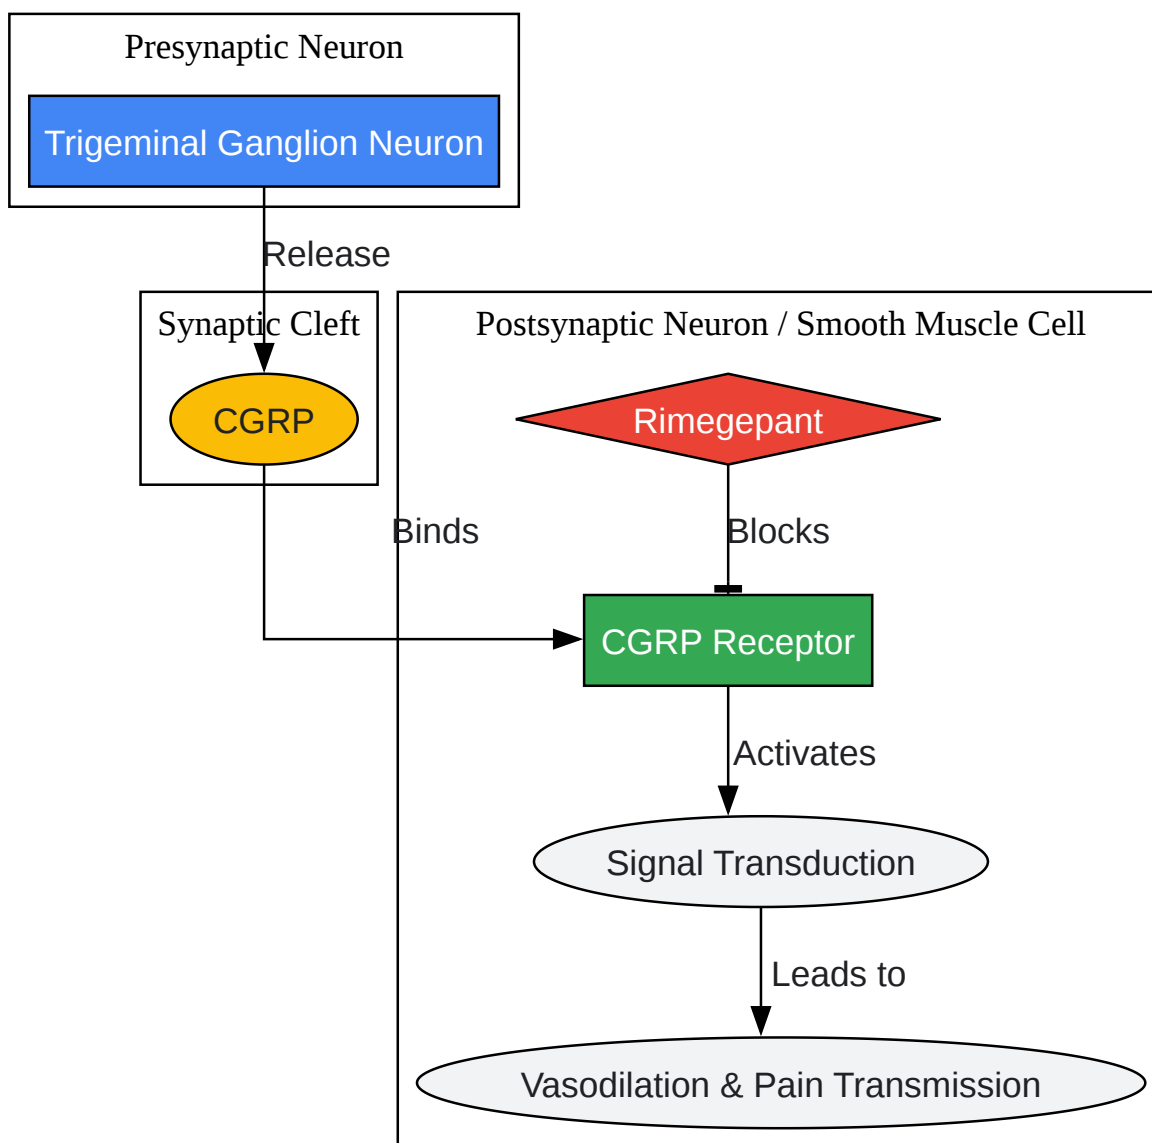 Presynaptic Neuron
Trigeminal Ganglion Neuron
Release
Synaptic Cleft
Postsynaptic Neuron / Smooth Muscle Cell
CGRP
Rimegepant
Binds
Blocks
CGRP Receptor
Activates
Signal Transduction
Leads to
Vasodilation & Pain Transmission